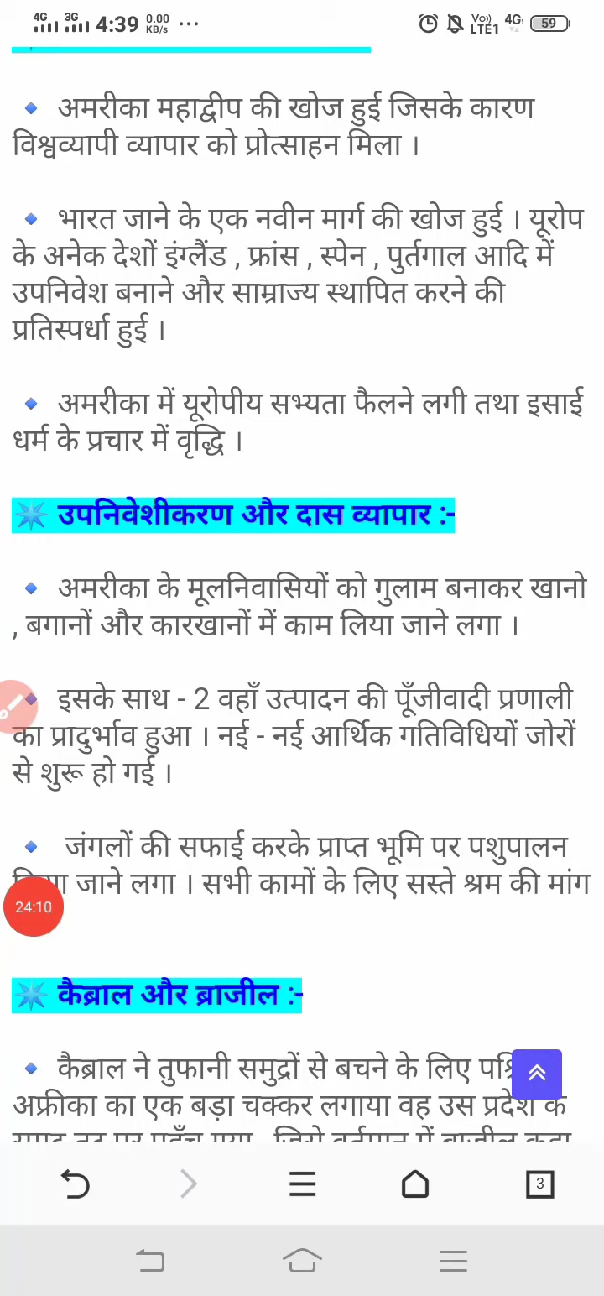 4G 3G 4:39 0.00 KB/s ... Vo)) LTE1 4G 59
🔹 अमरीका महाद्वीप की खोज हुई जिसके कारण
विश्वव्यापी व्यापार को प्रोत्साहन मिला ।
🔹 भारत जाने के एक नवीन मार्ग की खोज हुई । यूरोप
के अनेक देशों इंग्लैंड , फ्रांस , स्पेन , पुर्तगाल आदि में
उपनिवेश बनाने और साम्राज्य स्थापित करने की
प्रतिस्पर्धा हुई ।
🔹 अमरीका में यूरोपीय सभ्यता फैलने लगी तथा इसाई
धर्म के प्रचार में वृद्धि ।
उपनिवेशीकरण और दास व्यापार :-
🔹 अमरीका के मूलनिवासियों को गुलाम बनाकर खानो
, बगानों और कारखानों में काम लिया जाने लगा ।
🔹 इसके साथ - 2 वहाँ उत्पादन की पूँजीवादी प्रणाली
का प्रादुर्भाव हुआ । नई - नई आर्थिक गतिविधियों जोरों
से शुरू हो गई ।
🔹 जंगलों की सफाई करके प्राप्त भूमि पर पशुपालन
जाने लगा । सभी कामों के लिए सस्ते श्रम की मांग
24:10
कैब्राल और ब्राजील :-
🔹 कैब्राल ने तुफानी समुद्रों से बचने के लिए
अफ्रीका का एक बड़ा चक्कर लगाया वह उस प्रदेश के
3